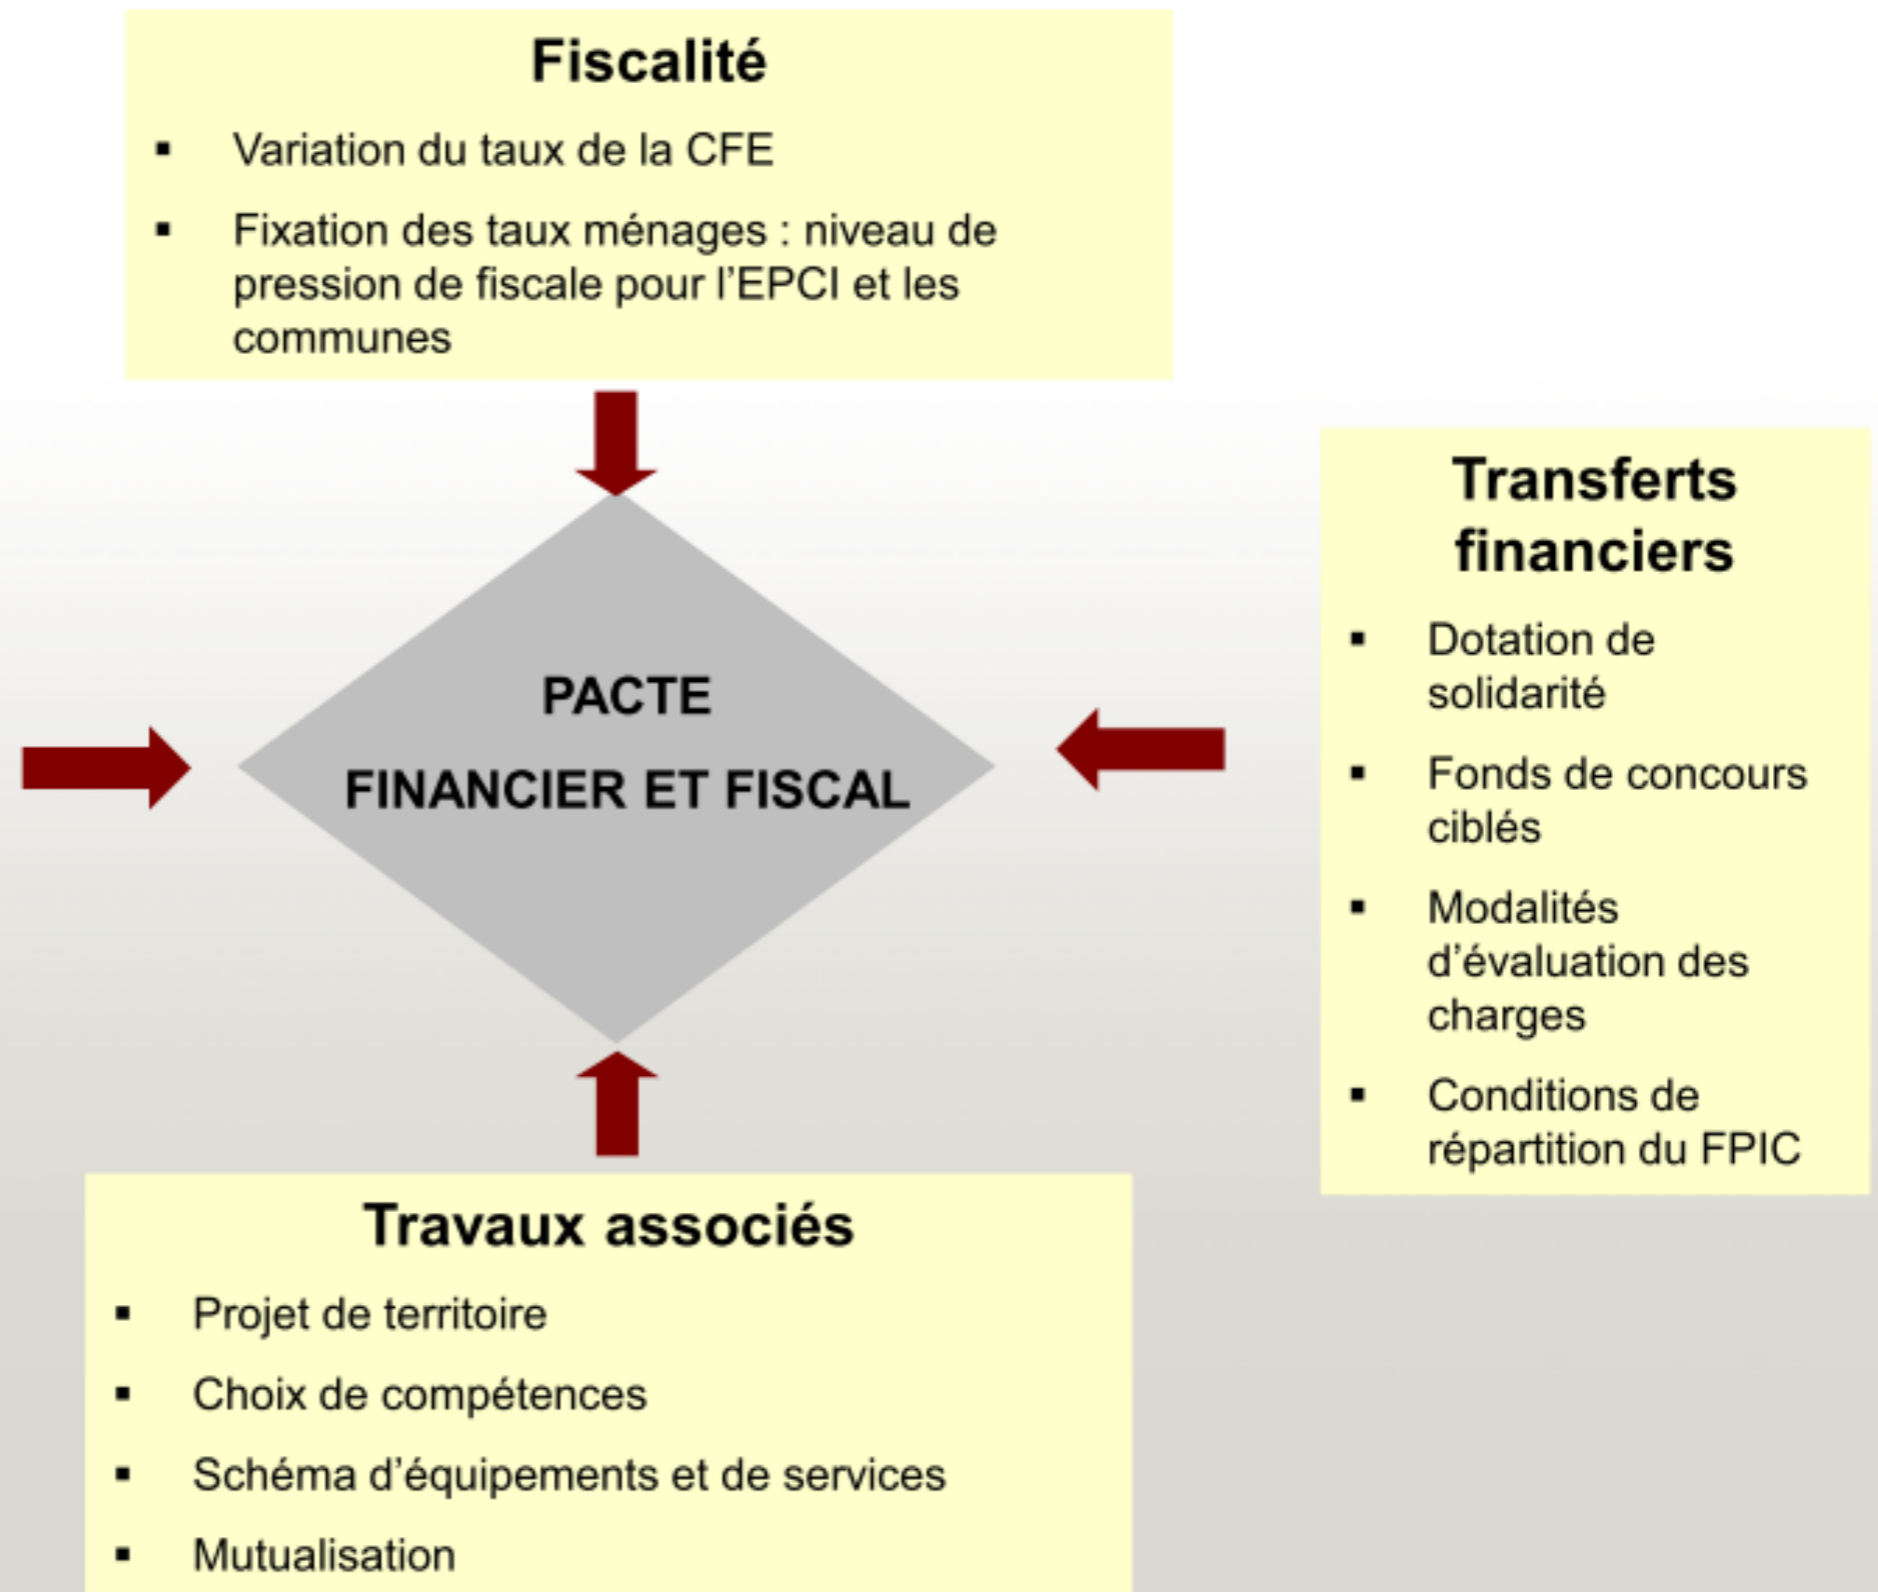 Fiscalité
▪ Variation du taux de la CFE
▪ Fixation des taux ménages : niveau de
pression de fiscale pour l’EPCI et les
communes
PACTE
FINANCIER ET FISCAL
Transferts
financiers
▪ Dotation de
solidarité
▪ Fonds de concours
ciblés
▪ Modalités
d’évaluation des
charges
▪ Conditions de
répartition du FPIC
Travaux associés
▪ Projet de territoire
▪ Choix de compétences
▪ Schéma d’équipements et de services
▪ Mutualisation